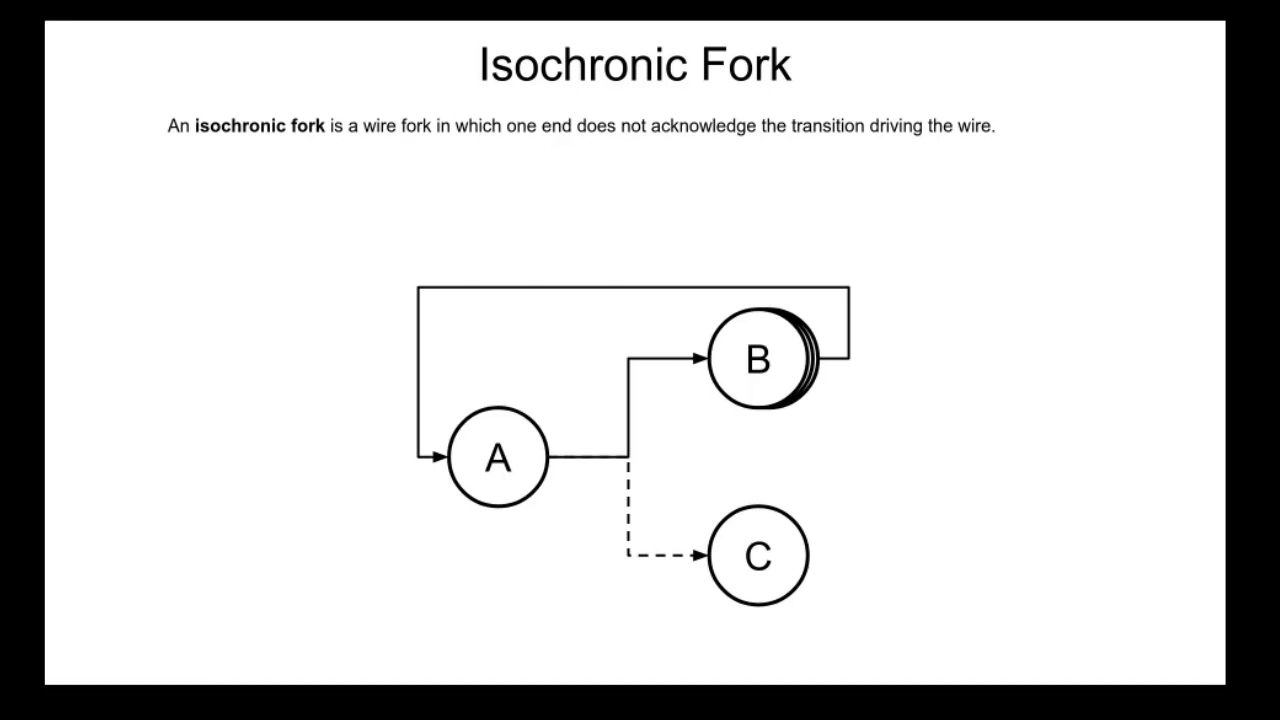 Isochronic Fork
An isochronic fork is a wire fork in which one end does not acknowledge the transition driving the wire.
B
A
C